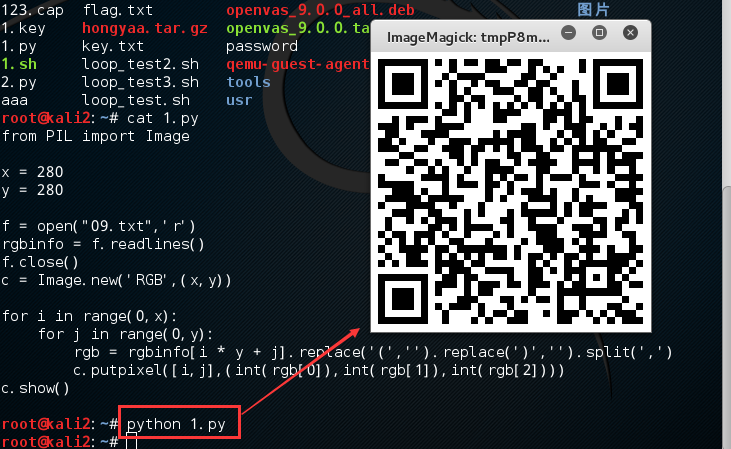 123.cap flag.txt openvas_9.0.0_all.deb 图片
1.key hongyaa.tar.gz openvas_9.0.0.ta
1.py key.txt password
1.sh loop_test2.sh qemu-guest-agent
2.py loop_test3.sh tools
aaa loop_test.sh usr
ImageMagick: tmpP8m...
root@kali2:~# cat 1.py
from PIL import Image
x = 280
y = 280
f = open("09.txt",'r')
rgbinfo = f.readlines()
f.close()
c = Image.new('RGB',(x,y))
for i in range(0,x):
    for j in range(0,y):
        rgb = rgbinfo[i * y + j].replace('(','').replace(')','').split(',')
        c.putpixel([i,j],(int(rgb[0]),int(rgb[1]),int(rgb[2])))
c.show()
root@kali2:~# python 1.py
root@kali2:~#